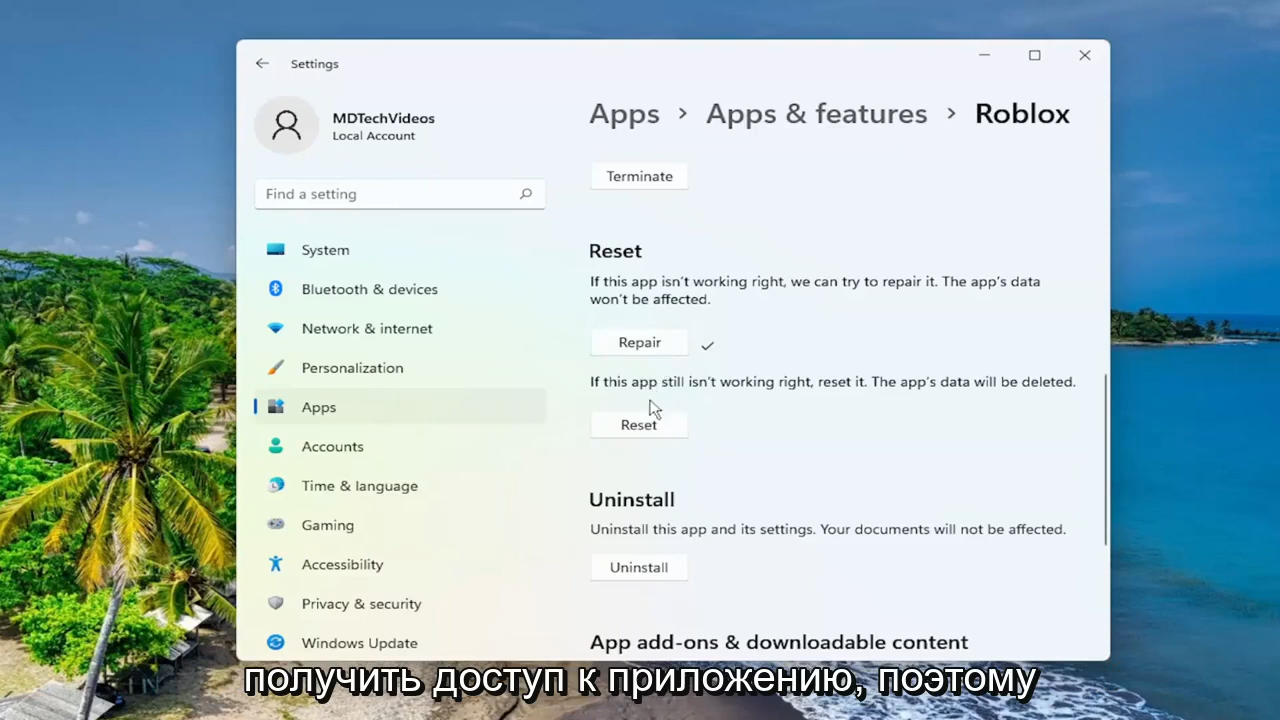 Settings
MDTechVideos
Local Account
Find a setting
System
Bluetooth & devices
Network & internet
Personalization
Apps
Accounts
Time & language
Gaming
Accessibility
Privacy & security
Windows Update
Apps > Apps & features > Roblox
Terminate
Reset
If this app isn't working right, we can try to repair it. The app's data
won't be affected.
Repair
If this app still isn't working right, reset it. The app's data will be deleted.
Reset
Uninstall
Uninstall this app and its settings. Your documents will not be affected.
Uninstall
App add-ons & downloadable content
получить доступ к приложению, поэтому